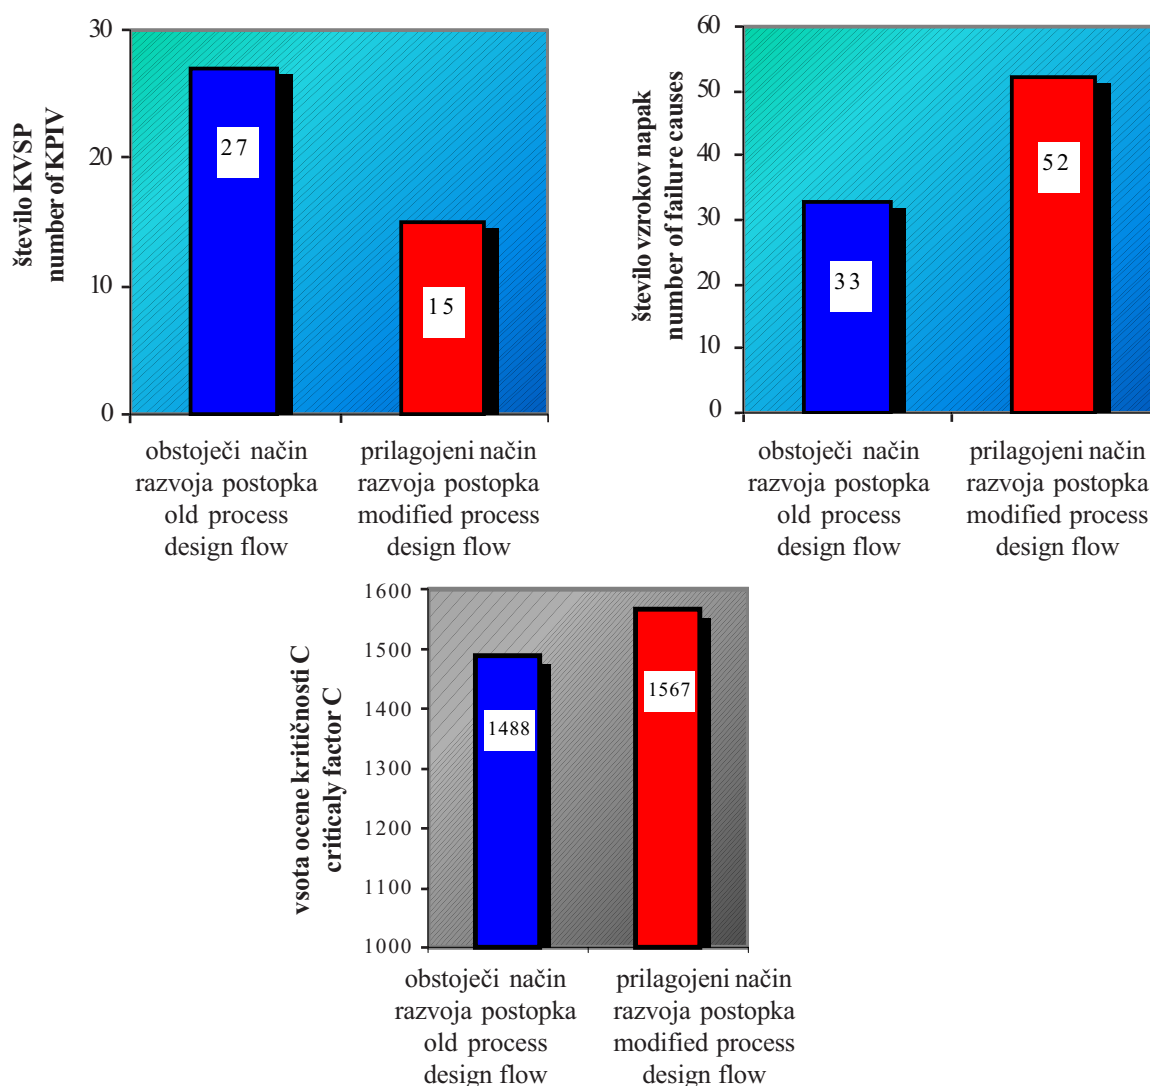 število KVSP
number of KPIV
30
20
10
0
27
15
obstoječi način
razvoja postopka
old process
design flow
prilagojeni način
razvoja postopka
modified process
design flow
število vzrokov napak
number of failure causes
60
50
40
30
20
10
0
33
52
obstoječi način
razvoja postopka
old process
design flow
prilagojeni način
razvoja postopka
modified process
design flow
vsota ocene kritičnosti C
criticaly factor C
1600
1500
1400
1300
1200
1100
1000
1488
1567
obstoječi način
razvoja postopka
old process
design flow
prilagojeni način
razvoja postopka
modified process
design flow